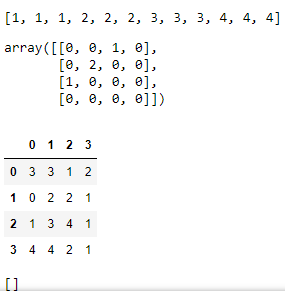 [1, 1, 1, 2, 2, 2, 3, 3, 3, 4, 4, 4]
array([[0, 0, 1, 0],
[0, 2, 0, 0],
[1, 0, 0, 0],
[0, 0, 0, 0]])
0 1 2 3
0 3 3 1 2
1 0 2 2 1
2 1 3 4 1
3 4 4 2 1
[]